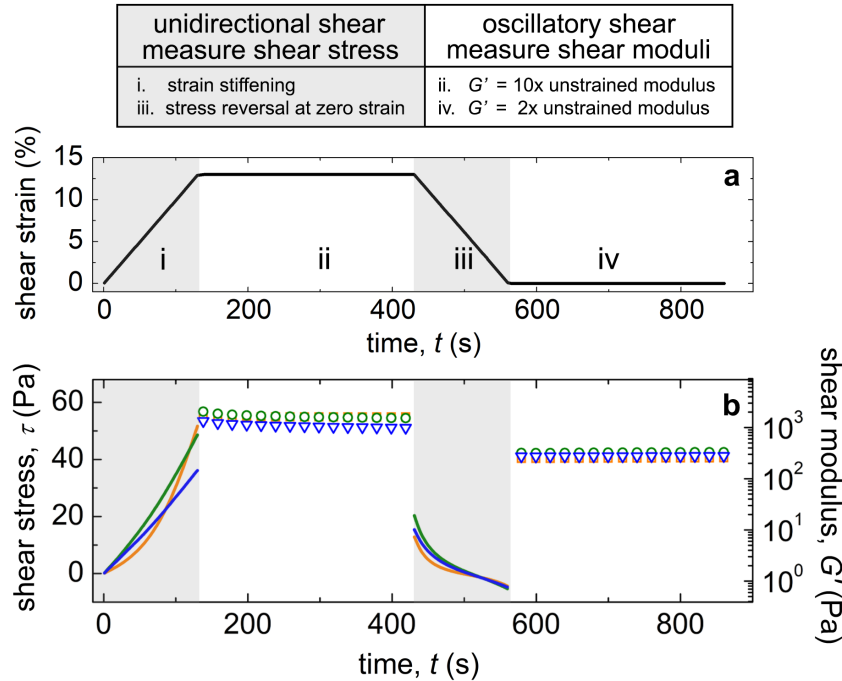 unidirectional shear
measure shear stress
oscillatory shear
measure shear moduli
i. strain stiffening
iii. stress reversal at zero strain
ii. G' = 10x unstrained modulus
iv. G' = 2x unstrained modulus
shear strain (%)
15
10
5
0
a
i
ii
iii
iv
0
200
400
600
800
time, t (s)
shear stress, τ (Pa)
60
40
20
0
b
10³
10²
10¹
10⁰
shear modulus, G' (Pa)
0
200
400
600
800
time, t (s)